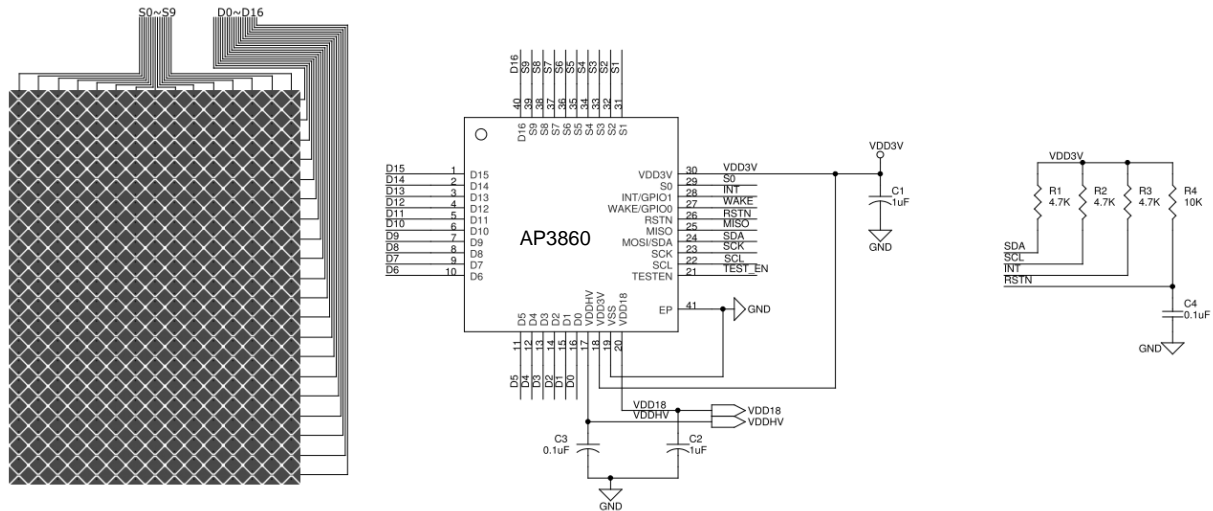 S0~S9 D0~D16
D16 S9 S8 S7 S6 S5 S4 S3 S2 S1
40 39 38 37 36 35 34 33 32 31
D16 S9 S8 S7 S6 S5 S4 S3 S2 S1
D15 1 D15
D14 2 D14
D13 3 D13
D12 4 D12
D11 5 D11
D10 6 D10
D9 7 D9
D8 8 D8
D7 9 D7
D6 10 D6
AP3860
VDD3V 30 VDD3V
S0 29 S0
INT/GPIO1 28 INT
WAKE/GPIO0 27 WAKE
RSTN 26 RSTN
MISO 25 MISO
MOSI/SDA 24 SDA
SCK 23 SCK
SCL 22 SCL
TESTEN 21 TEST_EN
EP 41 GND
D5 D4 D3 D2 D1 D0 VDDHV VDD3V VSS VDD18
11 12 13 14 15 16 17 18 19 20
D5 D4 D3 D2 D1 D0
VDD3V
C1
1uF
GND
VDD18 VDD18
VDDHV VDDHV
C3
0.1uF
C2
1uF
GND
VDD3V
R1
4.7K
R2
4.7K
R3
4.7K
R4
10K
SDA
SCL
INT
RSTN
C4
0.1uF
GND